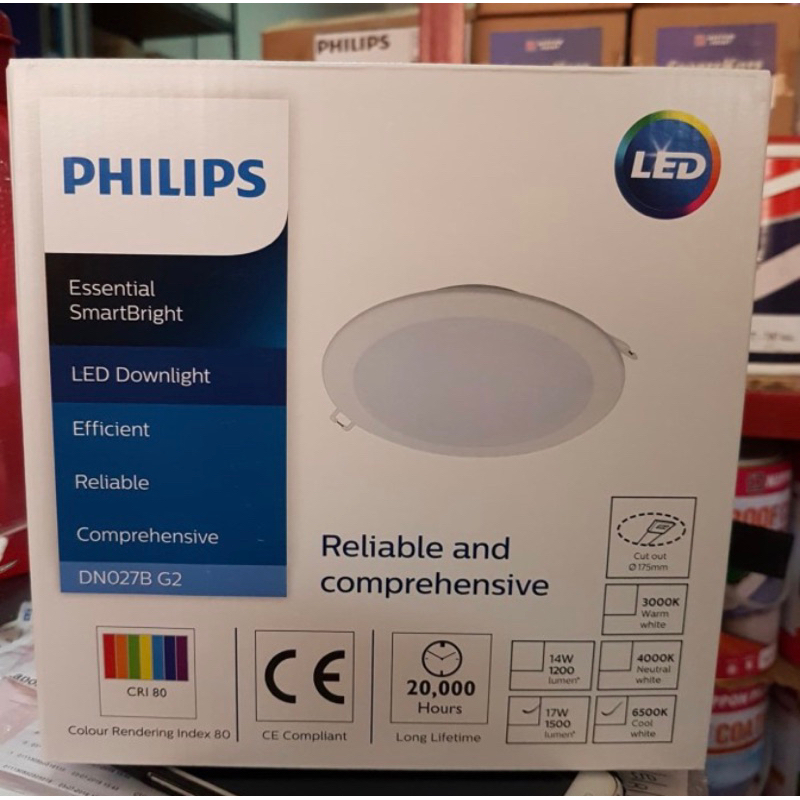 PHILIPS
PHILIPS
LED
Essential
SmartBright
LED Downlight
Efficient
Reliable
Comprehensive
DN027B G2
Reliable and
comprehensive
Cut out
Ø175mm
3000K
Warm
white
14W
1200
lumen*
4000K
Neutral
white
17W
1500
lumen*
6500K
Cool
white
CRI 80
Colour Rendering Index 80
CE
CE Compliant
20,000
Hours
Long Lifetime